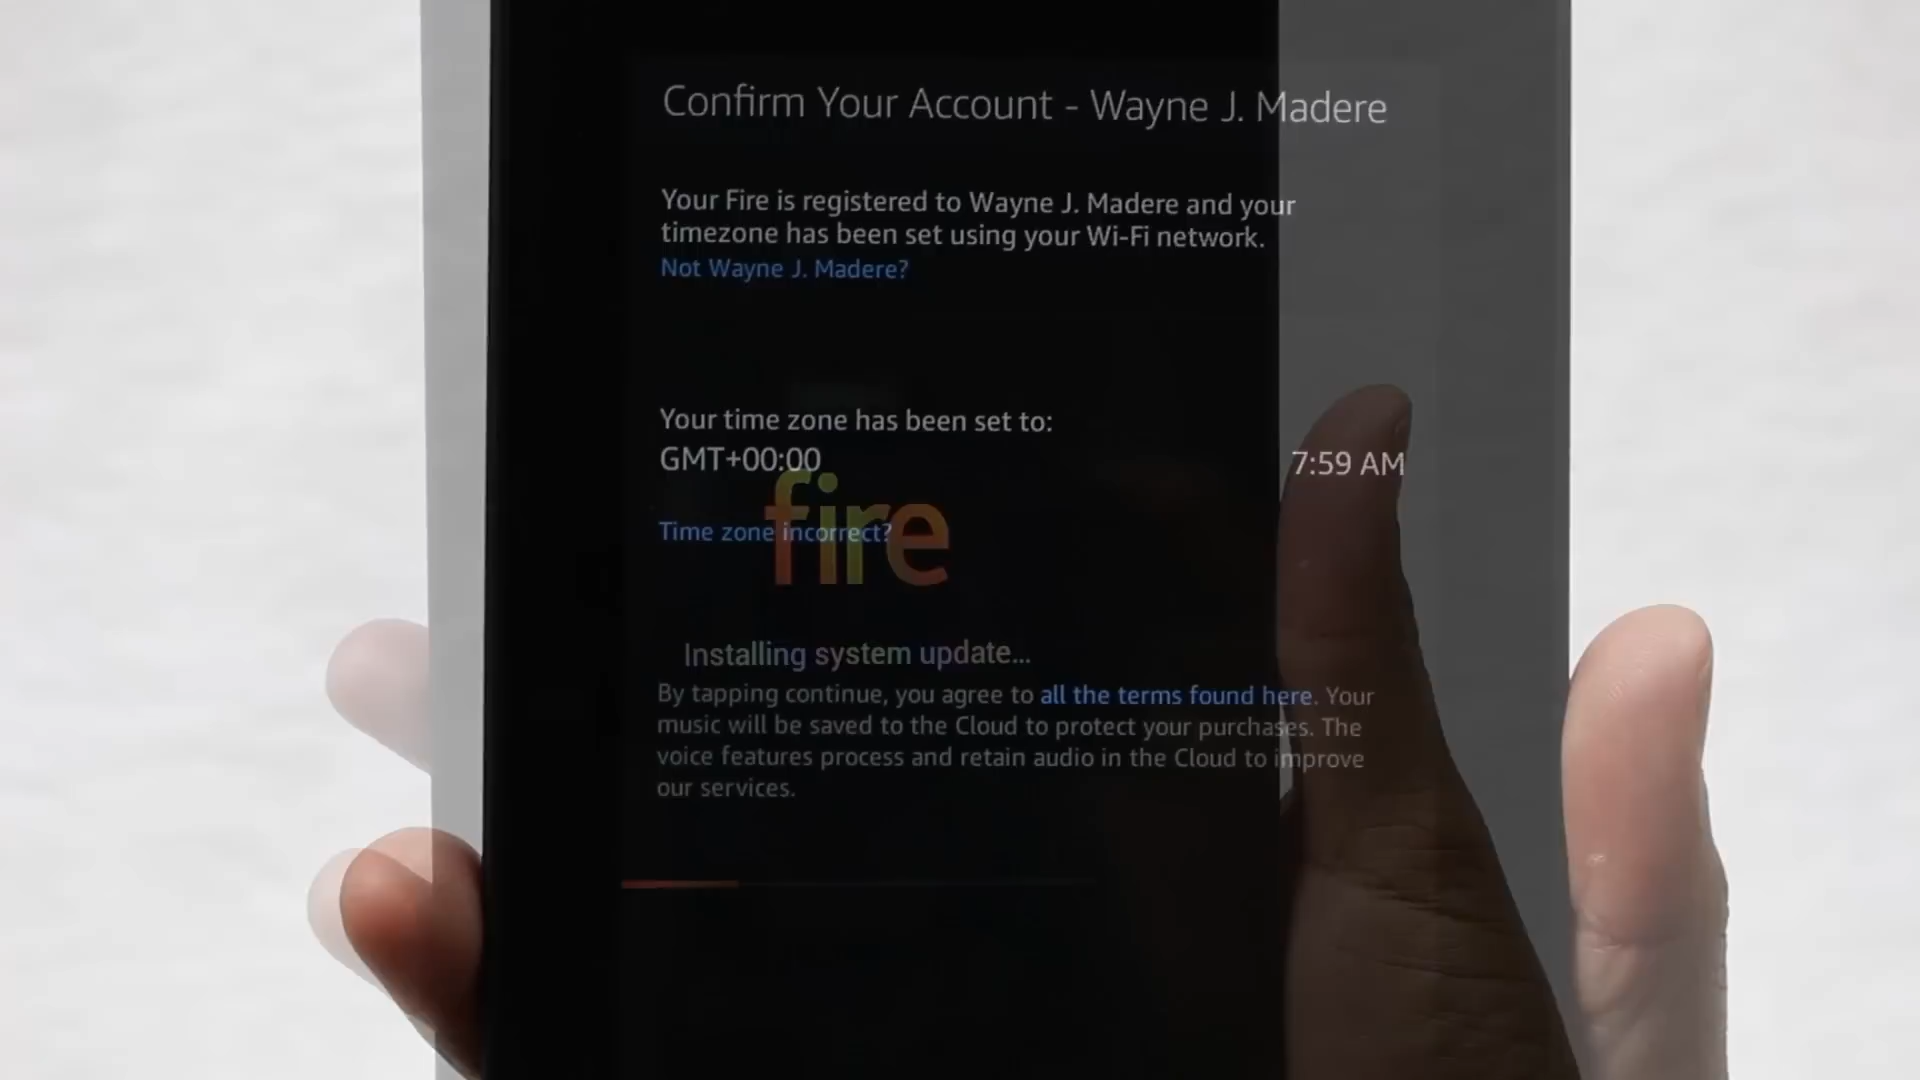 Confirm Your Account - Wayne J. Madere
Your Fire is registered to Wayne J. Madere and your
timezone has been set using your Wi-Fi network.
Not Wayne J. Madere?
Your time zone has been set to:
GMT+00:00
7:59 AM
fire
Time zone incorrect?
Installing system update...
By tapping continue, you agree to all the terms found here. Your
music will be saved to the Cloud to protect your purchases. The
voice features process and retain audio in the Cloud to improve
our services.